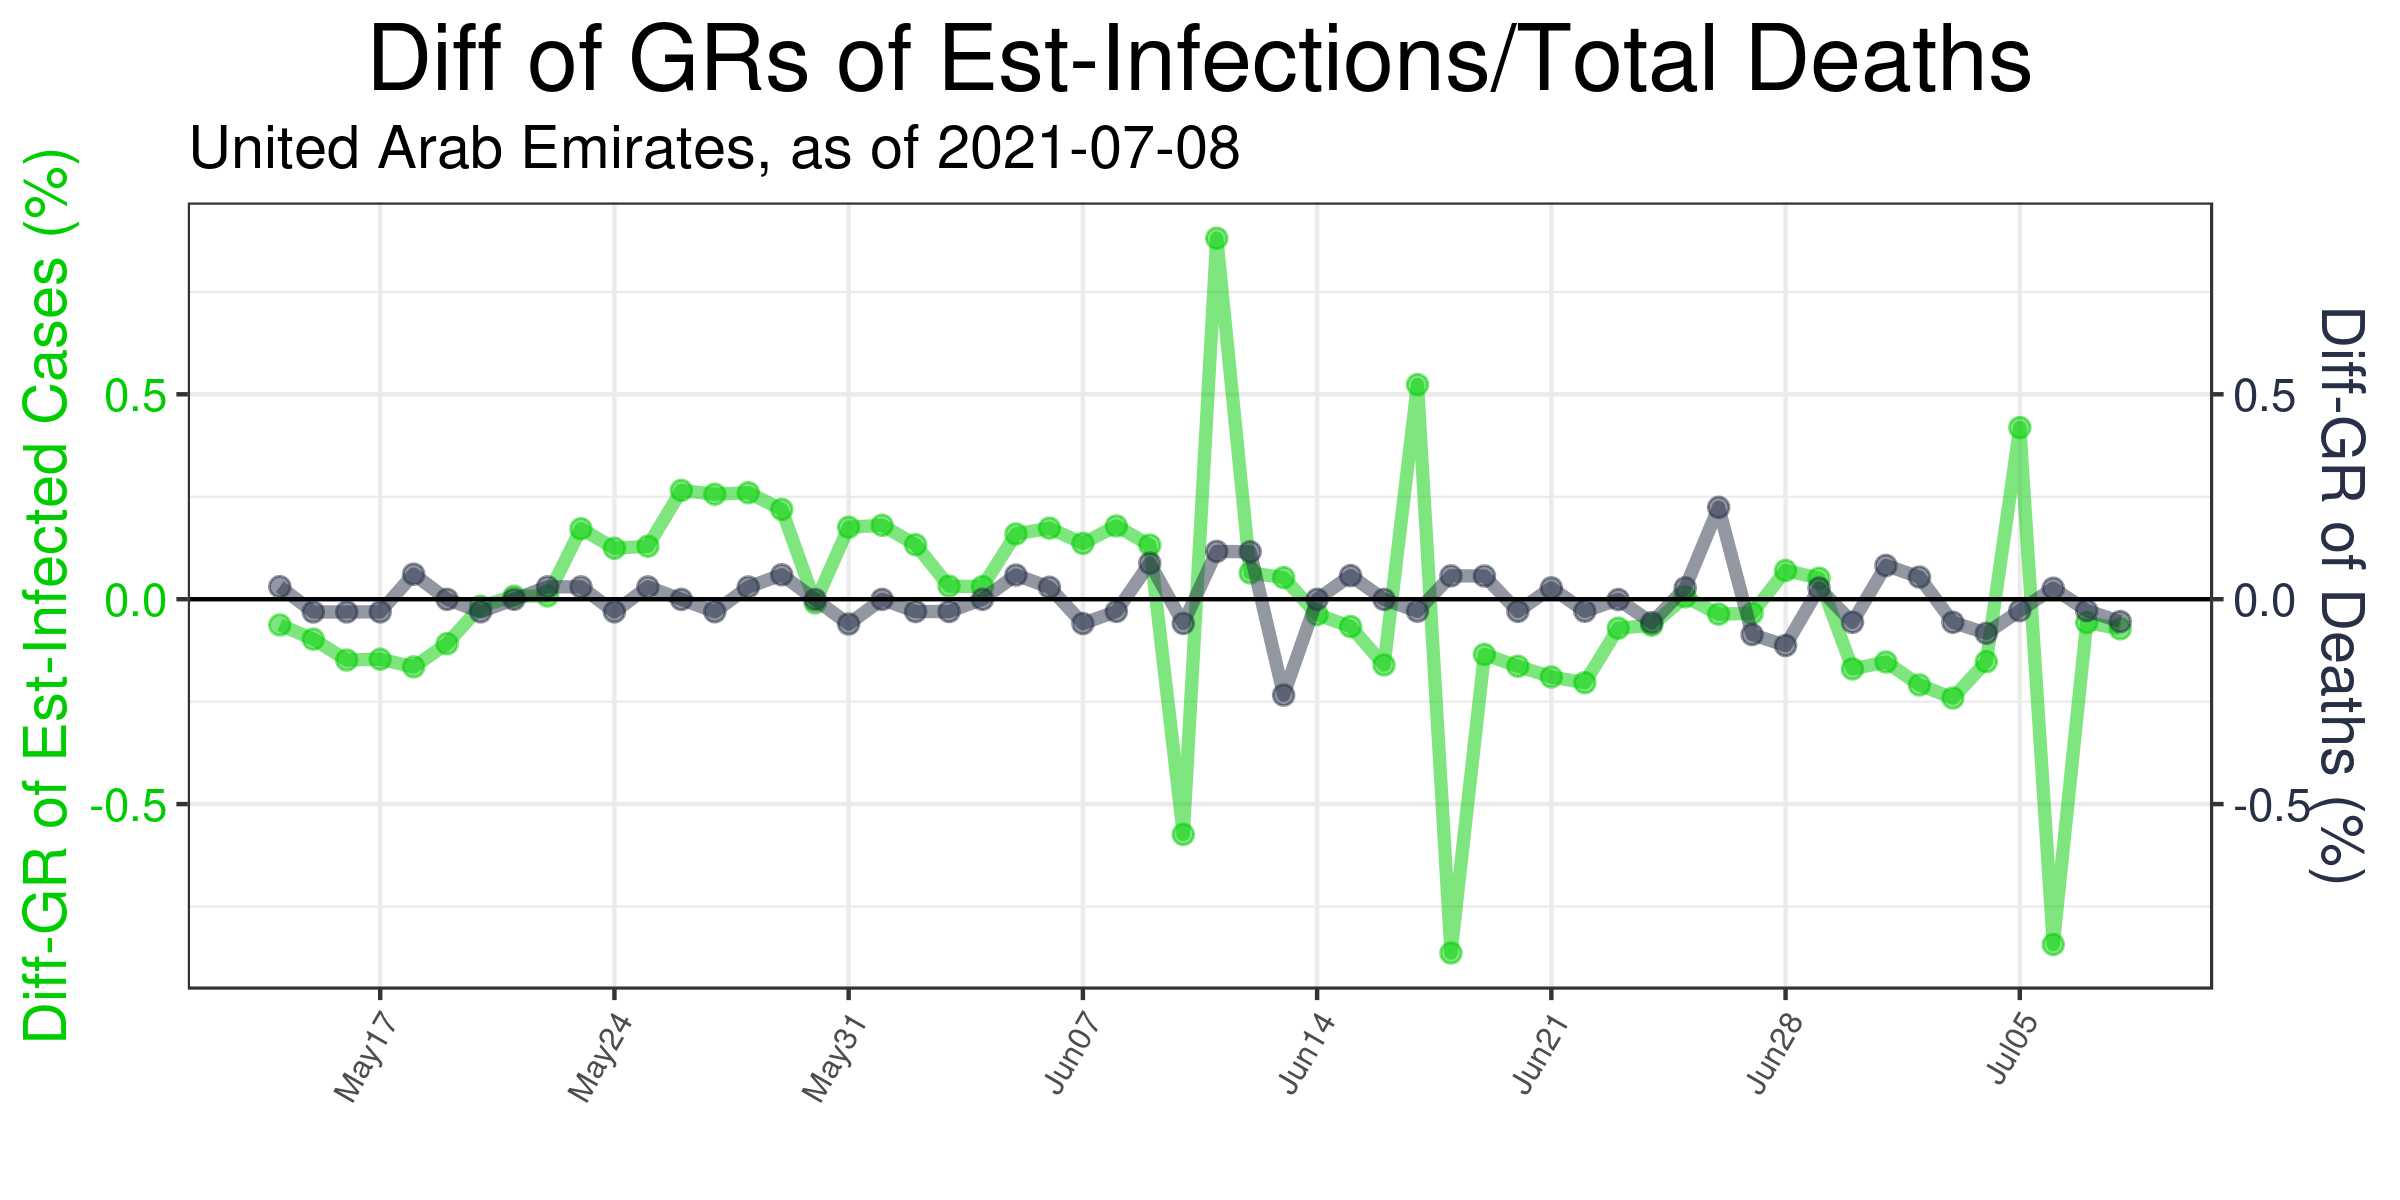 Diff of GRs of Est-Infections/Total Deaths
United Arab Emirates, as of 2021-07-08
Diff-GR of Est-Infected Cases (%)
0.5
0.0
-0.5
0.5
0.0
-0.5
Diff-GR of Deaths (%)
May17
May24
May31
Jun07
Jun14
Jun21
Jun28
Jul05